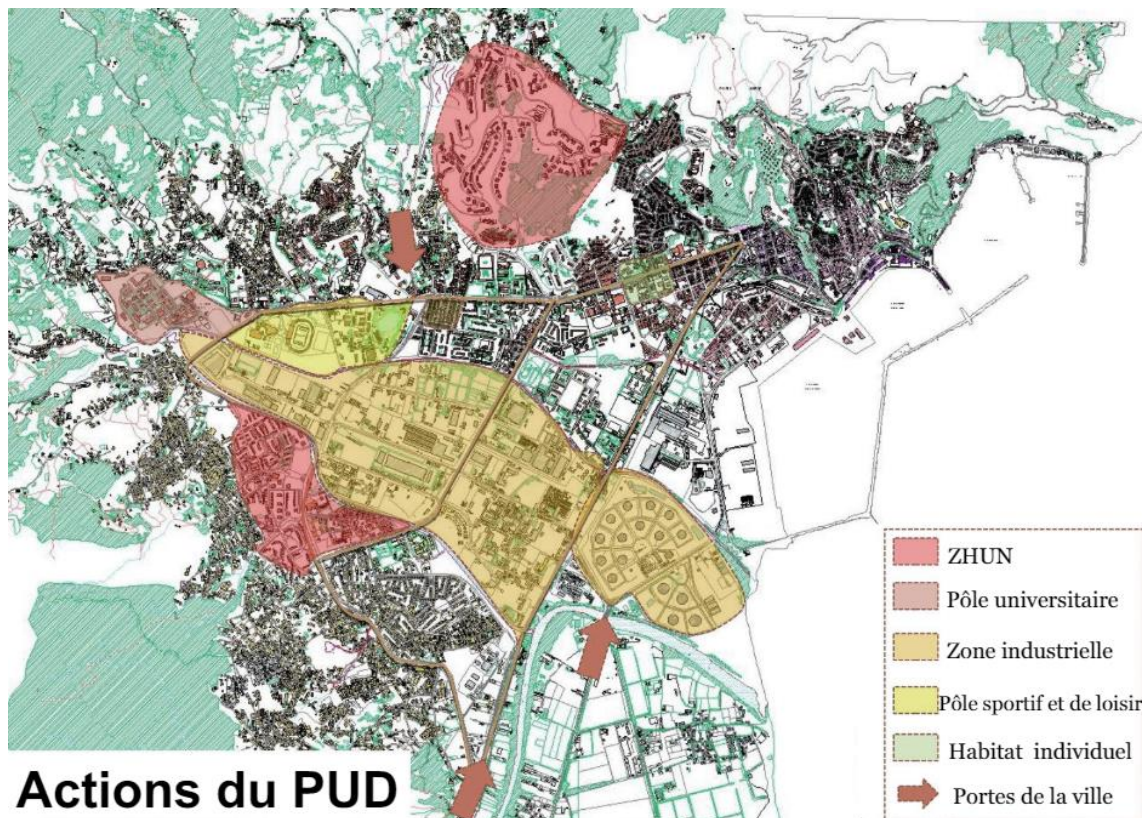 ZHUN
Pôle universitaire
Zone industrielle
Pôle sportif et de loisir
Habitat individuel
Portes de la ville
Actions du PUD